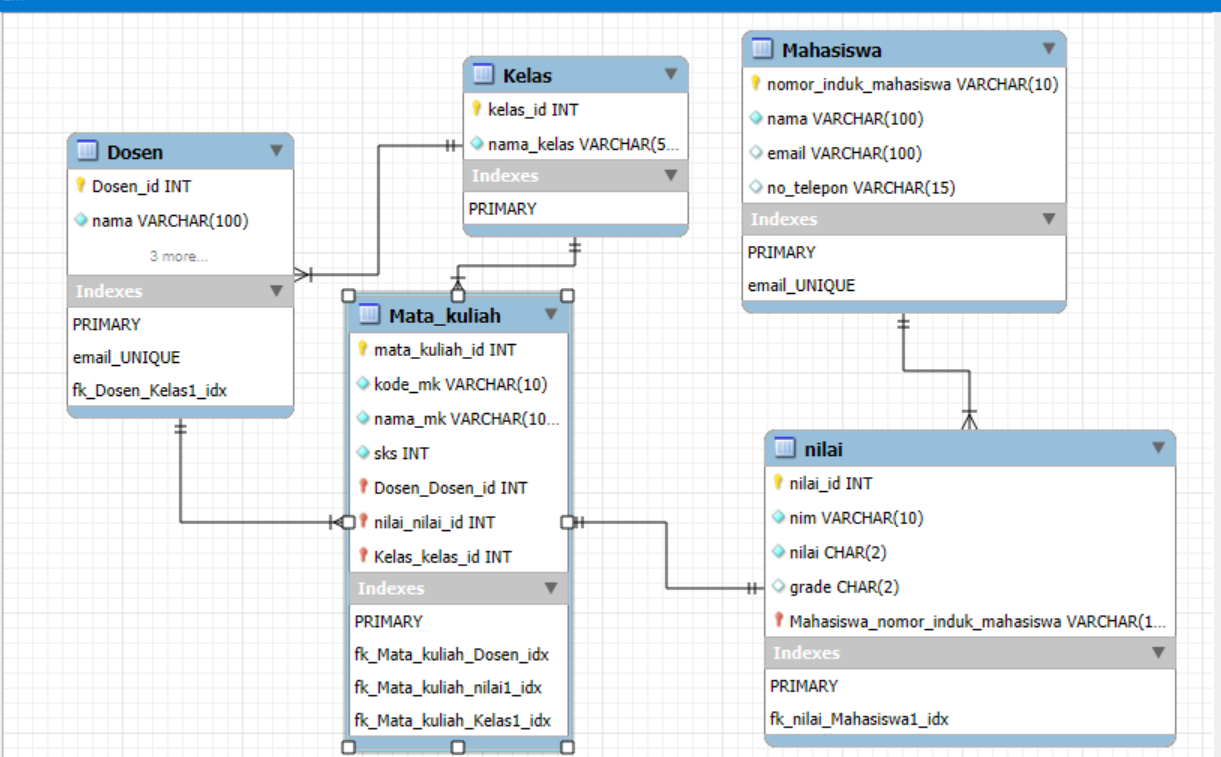 Kelas
kelas_id INT
nama_kelas VARCHAR(5...
Indexes
PRIMARY
Mahasiswa
nomor_induk_mahasiswa VARCHAR(10)
nama VARCHAR(100)
email VARCHAR(100)
no_telepon VARCHAR(15)
Indexes
PRIMARY
email_UNIQUE
Dosen
Dosen_id INT
nama VARCHAR(100)
3 more...
Indexes
PRIMARY
email_UNIQUE
fk_Dosen_Kelas1_idx
Mata_kuliah
mata_kuliah_id INT
kode_mk VARCHAR(10)
nama_mk VARCHAR(10...
sks INT
Dosen_Dosen_id INT
nilai_nilai_id INT
Kelas_kelas_id INT
Indexes
PRIMARY
fk_Mata_kuliah_Dosen_idx
fk_Mata_kuliah_nilai1_idx
fk_Mata_kuliah_Kelas1_idx
nilai
nilai_id INT
nim VARCHAR(10)
nilai CHAR(2)
grade CHAR(2)
Mahasiswa_nomor_induk_mahasiswa VARCHAR(1...
Indexes
PRIMARY
fk_nilai_Mahasiswa1_idx